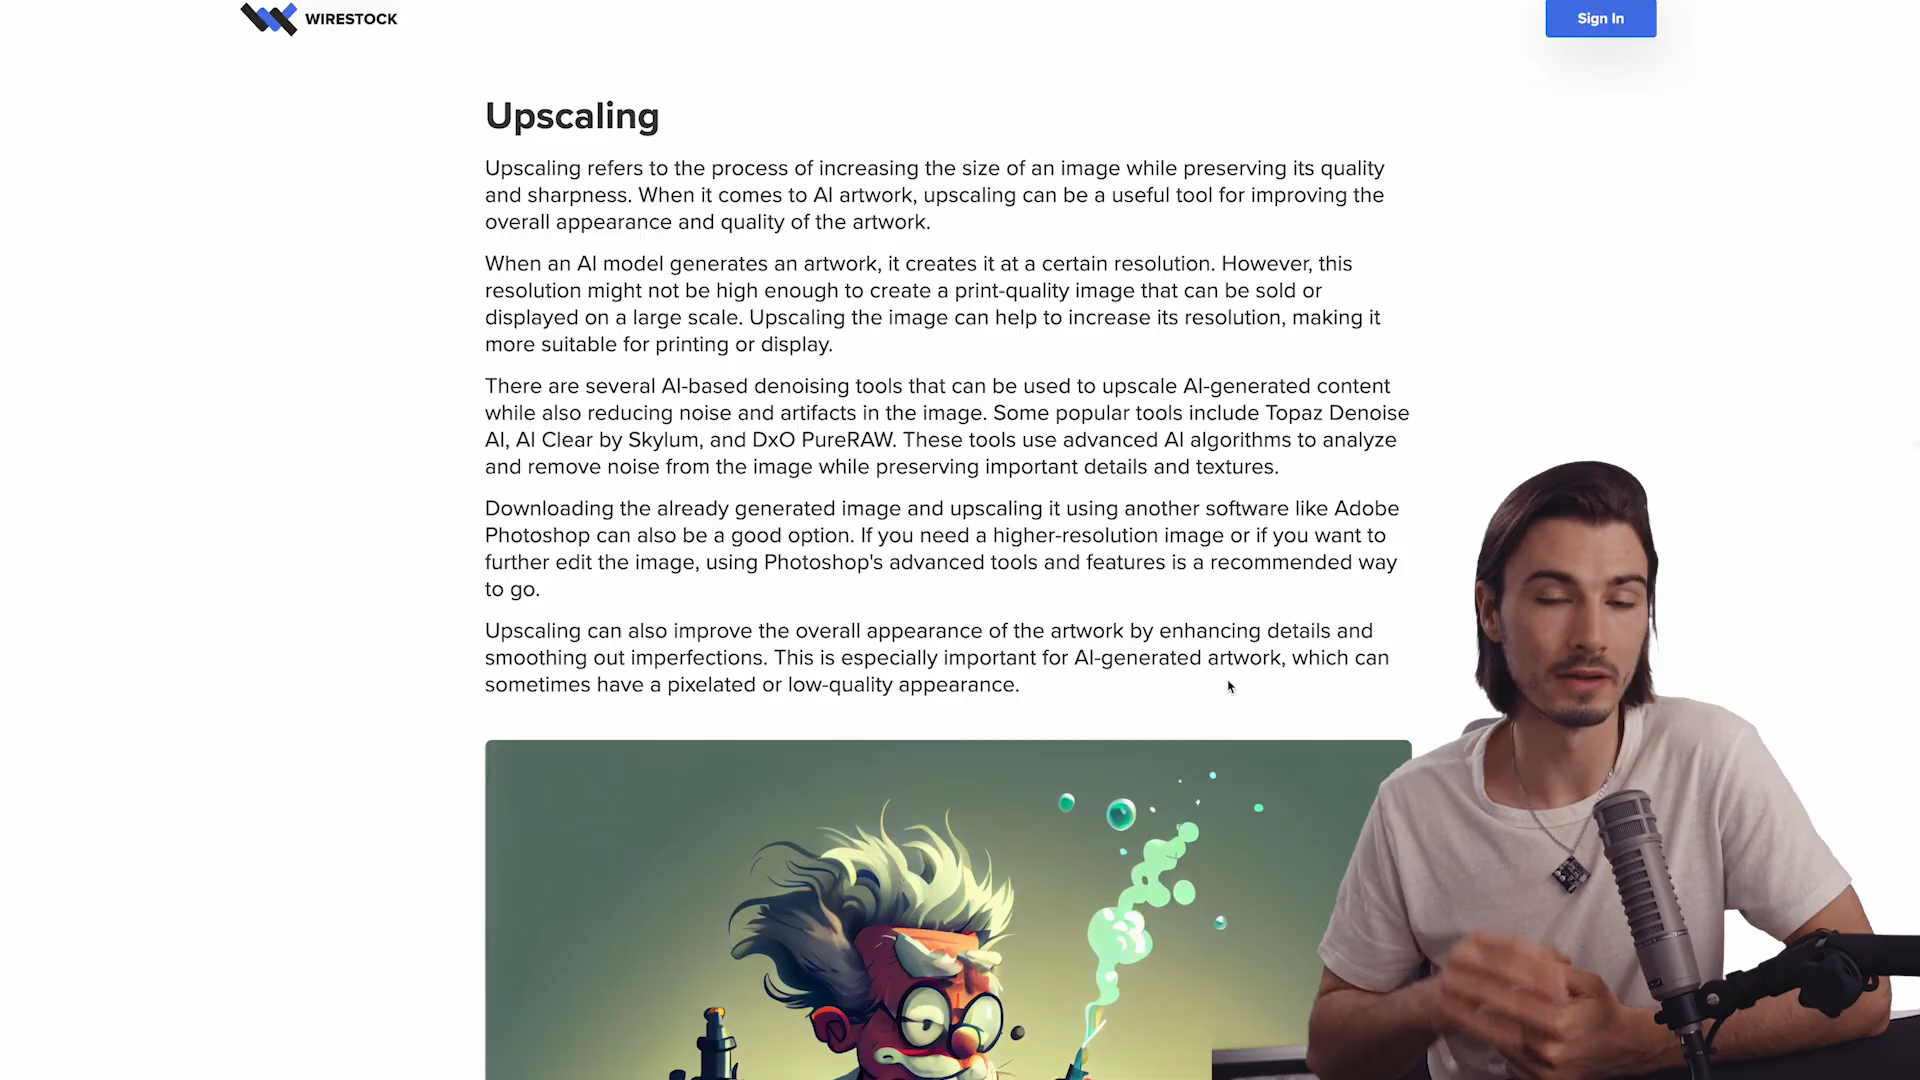 WIRESTOCK
Sign In
Upscaling
Upscaling refers to the process of increasing the size of an image while preserving its quality
and sharpness. When it comes to AI artwork, upscaling can be a useful tool for improving the
overall appearance and quality of the artwork.
When an AI model generates an artwork, it creates it at a certain resolution. However, this
resolution might not be high enough to create a print-quality image that can be sold or
displayed on a large scale. Upscaling the image can help to increase its resolution, making it
more suitable for printing or display.
There are several AI-based denoising tools that can be used to upscale AI-generated content
while also reducing noise and artifacts in the image. Some popular tools include Topaz Denoise
AI, AI Clear by Skylum, and DxO PureRAW. These tools use advanced AI algorithms to analyze
and remove noise from the image while preserving important details and textures.
Downloading the already generated image and upscaling it using another software like Adobe
Photoshop can also be a good option. If you need a higher-resolution image or if you want to
further edit the image, using Photoshop's advanced tools and features is a recommended way
to go.
Upscaling can also improve the overall appearance of the artwork by enhancing details and
smoothing out imperfections. This is especially important for AI-generated artwork, which can
sometimes have a pixelated or low-quality appearance.